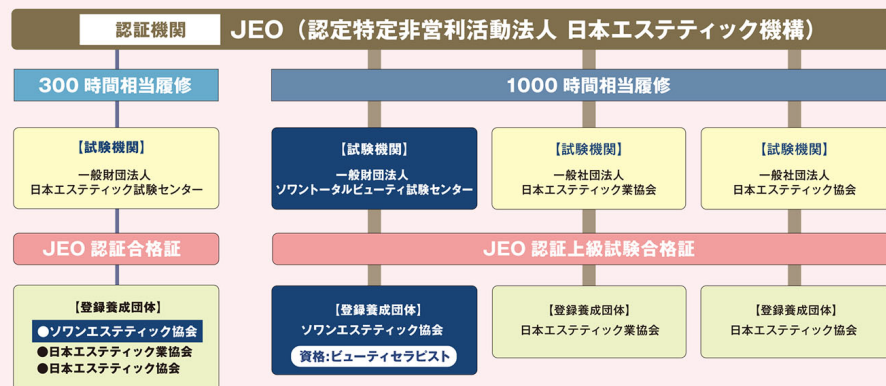 認証機関 JEO（認定特定非営利活動法人 日本エステティック機構）
300 時間相当履修
1000 時間相当履修
【試験機関】
一般財団法人
日本エステティック試験センター
【試験機関】
一般財団法人
ソワントータルビューティ試験センター
【試験機関】
一般社団法人
日本エステティック業協会
【試験機関】
一般社団法人
日本エステティック協会
JEO 認証合格証
JEO 認証上級試験合格証
【登録養成団体】
●ソワンエステティック協会
●日本エステティック業協会
●日本エステティック協会
【登録養成団体】
ソワンエステティック協会
資格:ビューティセラピスト
【登録養成団体】
日本エステティック業協会
【登録養成団体】
日本エステティック協会